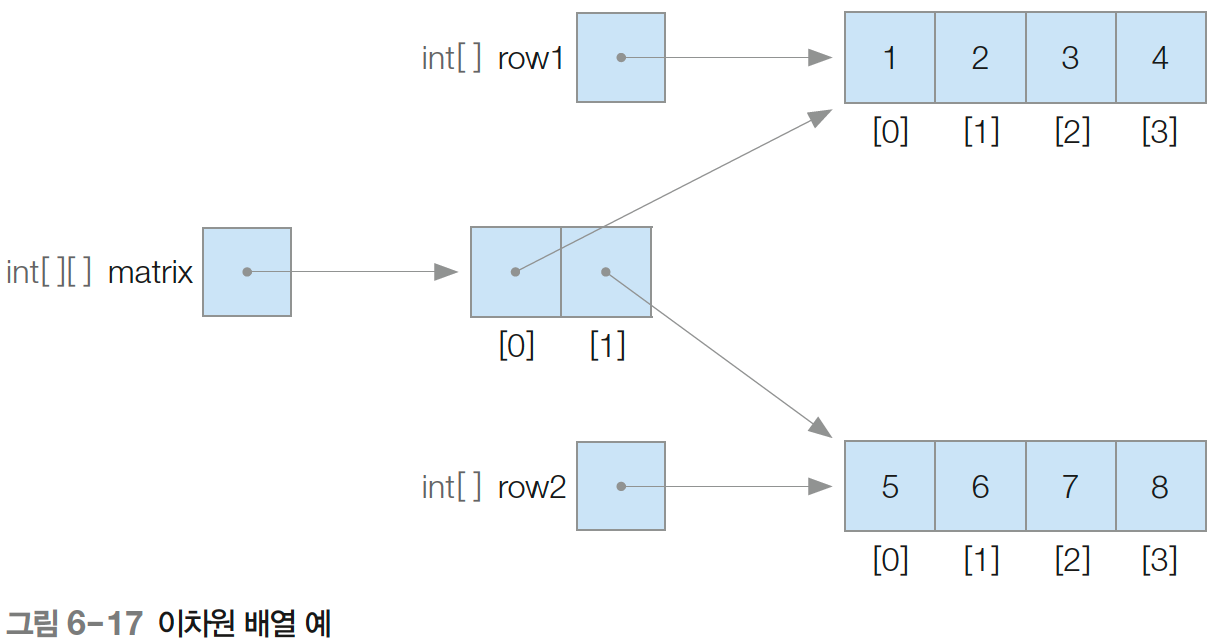 int[ ] row1
1 2 3 4
[0] [1] [2] [3]
int[ ][ ] matrix
[0] [1]
int[ ] row2
5 6 7 8
[0] [1] [2] [3]
그림 6-17 이차원 배열 예